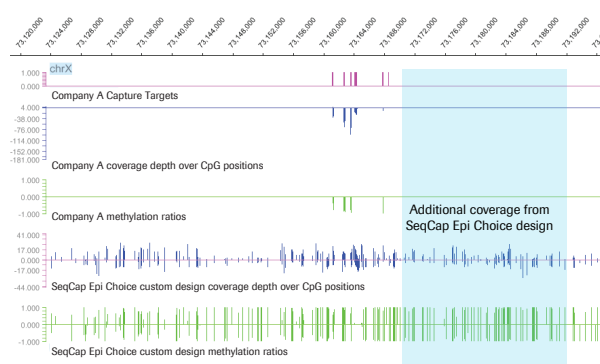 73.120.000 73.124.000 73.128.000 73.132.000 73.136.000 73.140.000 73.144.000 73.148.000 73.152.000 73.156.000 73.160.000 73.164.000 73.168.000 73.172.000 73.176.000 73.180.000 73.184.000 73.188.000 73.192.000
chrX
1.000
0.000
Company A Capture Targets
4.000
-38.000
-76.000
-114.000
-152.000
-181.000
Company A coverage depth over CpG positions
1.000
0.000
-1.000
Company A methylation ratios
Additional coverage from
SeqCap Epi Choice design
41.000
17.000
0.000
-17.000
-44.000
SeqCap Epi Choice custom design coverage depth over CpG positions
1.000
0.000
-1.000
SeqCap Epi Choice custom design methylation ratios